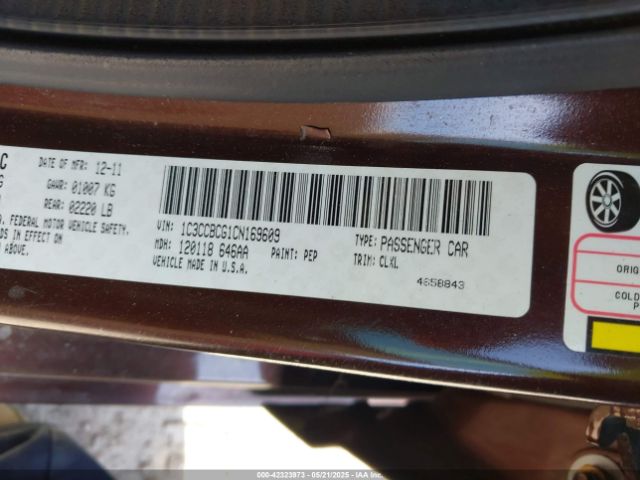 C
DATE OF MFR: 12-11
G
GAWR: 01007 KG
REAR: 02220 LB
FEDERAL MOTOR VEHICLE SAFETY,
DS IN EFFECT ON
ABOVE.
VIN: 1C3CCBCG1CN169609
MDH: 120118 646AA
PAINT: PEP
VEHICLE MADE IN U.S.A.
TYPE: PASSENGER CAR
TRIM: CLKL
4658843
ORIG
COLD
P
000-42323973 05/21/2025 IAA Inc.